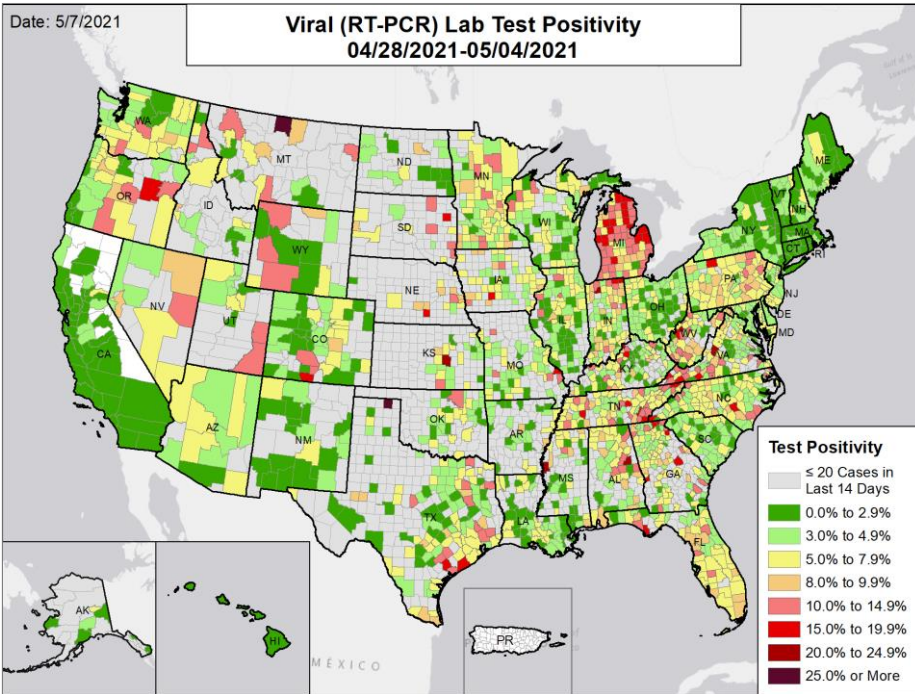 Date: 5/7/2021
Viral (RT-PCR) Lab Test Positivity
04/28/2021-05/04/2021
WA
MT
ND
MN
ME
OR
ID
SD
WI
VT
NH
WY
MI
NY
MA
CT
RI
IA
NE
PA
NV
OH
NJ
UT
IL
IN
DE
CA
CO
WV
MD
KS
MO
KY
VA
TN
NC
AZ
OK
NM
AR
SC
MS
AL
GA
TX
LA
FL
AK
HI
PR
MÉXICO
Test Positivity
≤ 20 Cases in
Last 14 Days
0.0% to 2.9%
3.0% to 4.9%
5.0% to 7.9%
8.0% to 9.9%
10.0% to 14.9%
15.0% to 19.9%
20.0% to 24.9%
25.0% or More